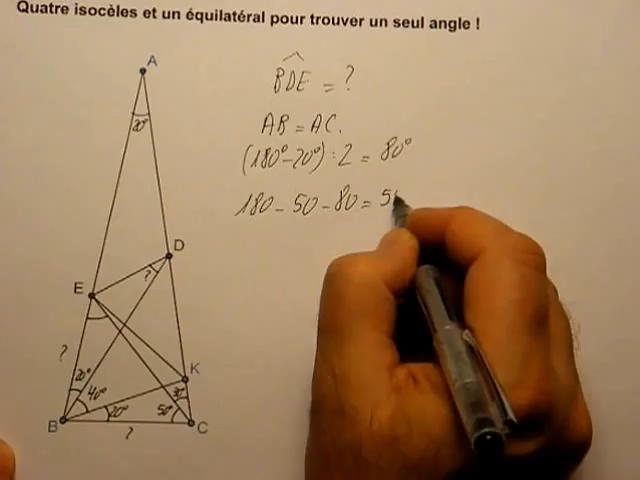 Quatre isocèles et un équilatéral pour trouver un seul angle !
A
20°
BDE = ?
AB = AC.
(180° - 20°) : 2 = 80°
180 - 50 - 80 = 5
D
?
E
?
20°
40°
20°
50°
30°
K
B
?
C